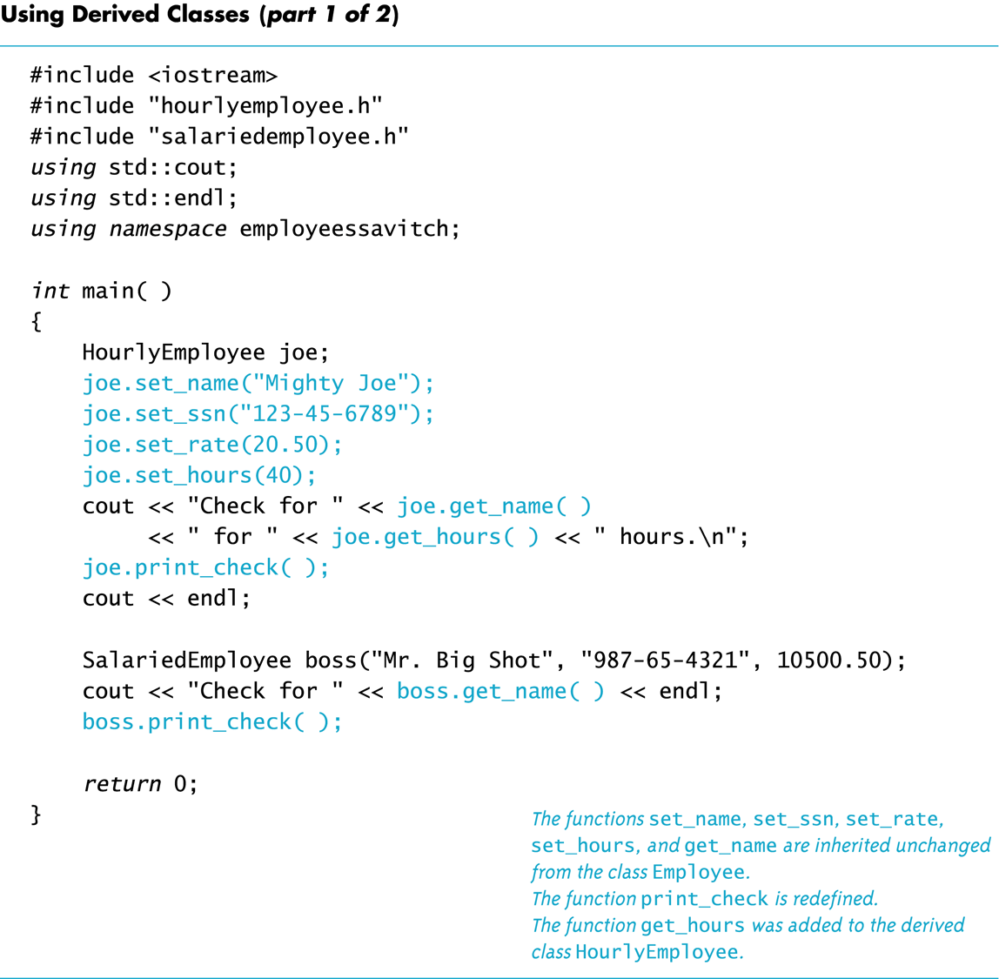 Using Derived Classes (part 1 of 2)
#include <iostream>
#include "hourlyemployee.h"
#include "salariedemployee.h"
using std::cout;
using std::endl;
using namespace employeessavitch;
int main( )
{
    HourlyEmployee joe;
    joe.set_name("Mighty Joe");
    joe.set_ssn("123-45-6789");
    joe.set_rate(20.50);
    joe.set_hours(40);
    cout << "Check for " << joe.get_name( )
         << " for " << joe.get_hours( ) << " hours.\n";
    joe.print_check( );
    cout << endl;
    SalariedEmployee boss("Mr. Big Shot", "987-65-4321", 10500.50);
    cout << "Check for " << boss.get_name( ) << endl;
    boss.print_check( );
    return 0;
}
The functions set_name, set_ssn, set_rate,
set_hours, and get_name are inherited unchanged
from the class Employee.
The function print_check is redefined.
The function get_hours was added to the derived
class HourlyEmployee.